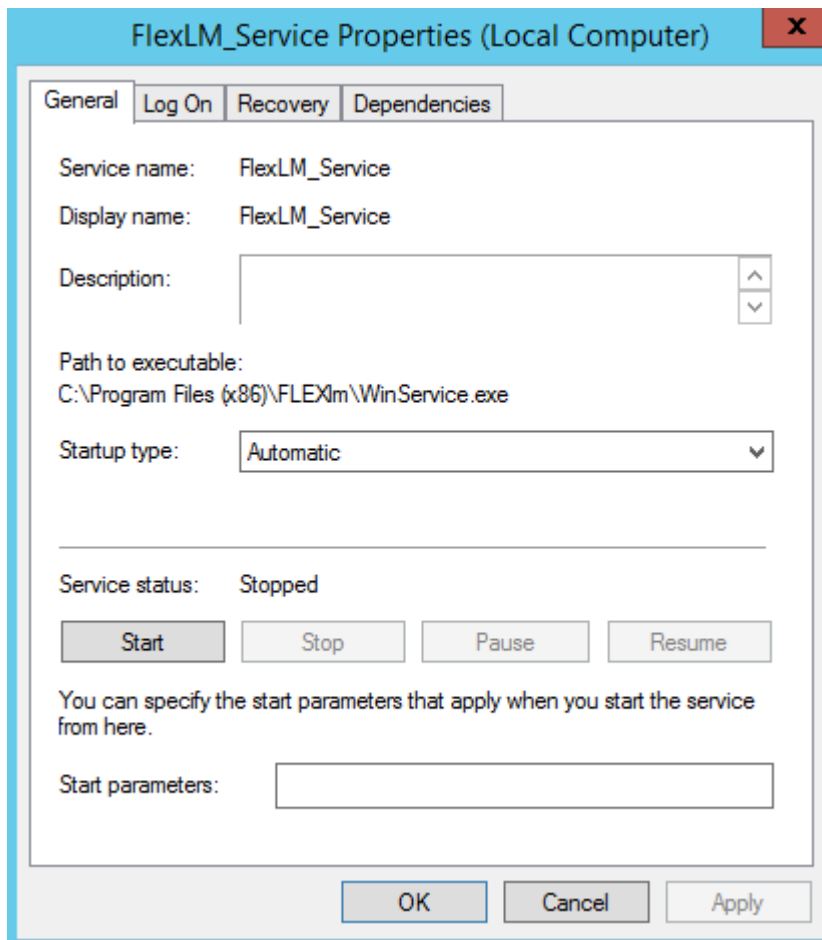 FlexLM_Service Properties (Local Computer)
x
General Log On Recovery Dependencies
Service name: FlexLM_Service
Display name: FlexLM_Service
Description:
Path to executable:
C:\Program Files (x86)\FLEXlm\WinService.exe
Startup type: Automatic
Service status: Stopped
Start Stop Pause Resume
You can specify the start parameters that apply when you start the service
from here.
Start parameters:
OK Cancel Apply